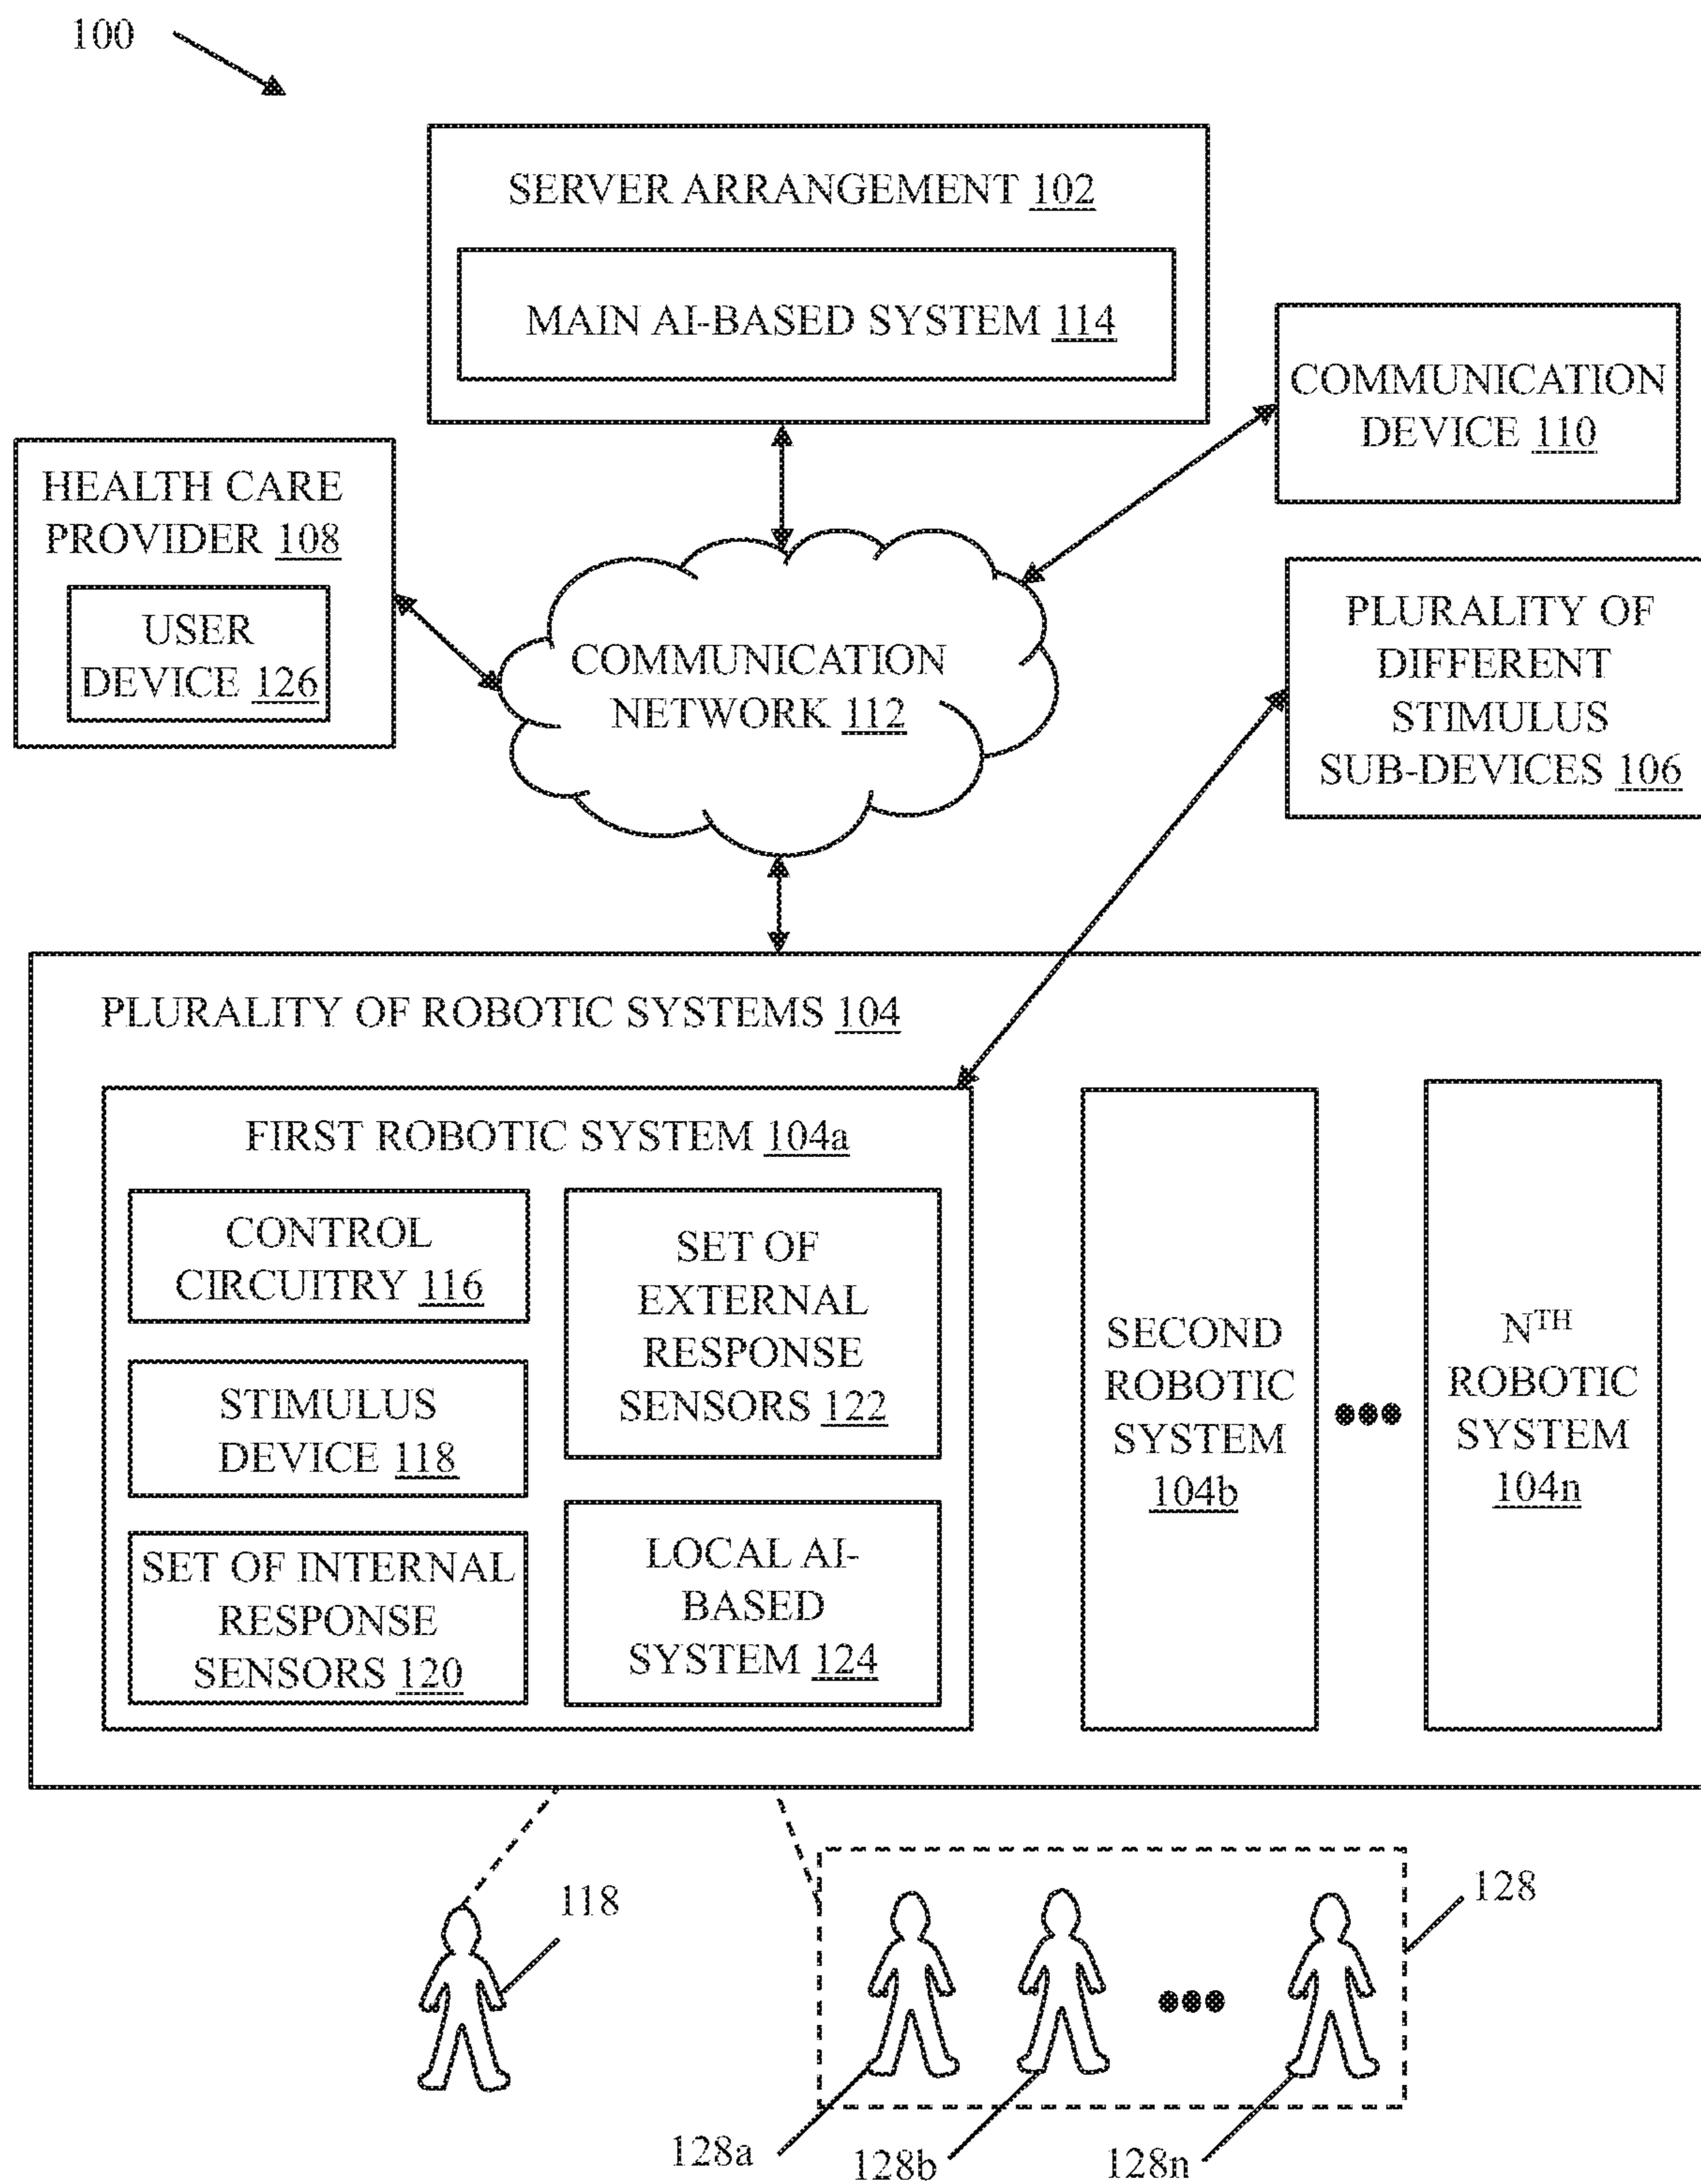 100
SERVER ARRANGEMENT 102
MAIN AI-BASED SYSTEM 114
COMMUNICATION
DEVICE 110
HEALTH CARE
PROVIDER 108
USER
DEVICE 126
COMMUNICATION
NETWORK 112
PLURALITY OF
DIFFERENT
STIMULUS
SUB-DEVICES 106
PLURALITY OF ROBOTIC SYSTEMS 104
FIRST ROBOTIC SYSTEM 104a
CONTROL
CIRCUITRY 116
STIMULUS
DEVICE 118
SET OF INTERNAL
RESPONSE
SENSORS 120
SET OF
EXTERNAL
RESPONSE
SENSORS 122
LOCAL AI-
BASED
SYSTEM 124
SECOND
ROBOTIC
SYSTEM
104b
NTH
ROBOTIC
SYSTEM
104n
118
128
128a
128b
128n